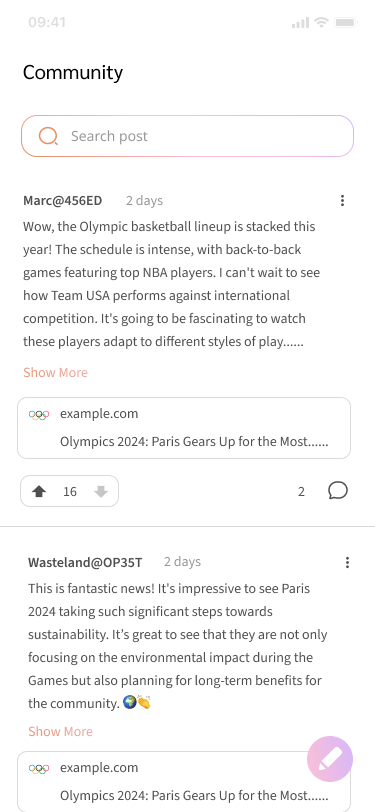 09:41
Community
Search post
Marc@456ED 2 days
Wow, the Olympic basketball lineup is stacked this
year! The schedule is intense, with back-to-back
games featuring top NBA players. I can't wait to see
how Team USA performs against international
competition. It's going to be fascinating to watch
these players adapt to different styles of play......
Show More
example.com
Olympics 2024: Paris Gears Up for the Most......
16 2
Wasteland@OP35T 2 days
This is fantastic news! It's impressive to see Paris
2024 taking such significant steps towards
sustainability. It’s great to see that they are not only
focusing on the environmental impact during the
Games but also planning for long-term benefits for
the community. 🌍👏
Show More
example.com
Olympics 2024: Paris Gears Up for the Most......